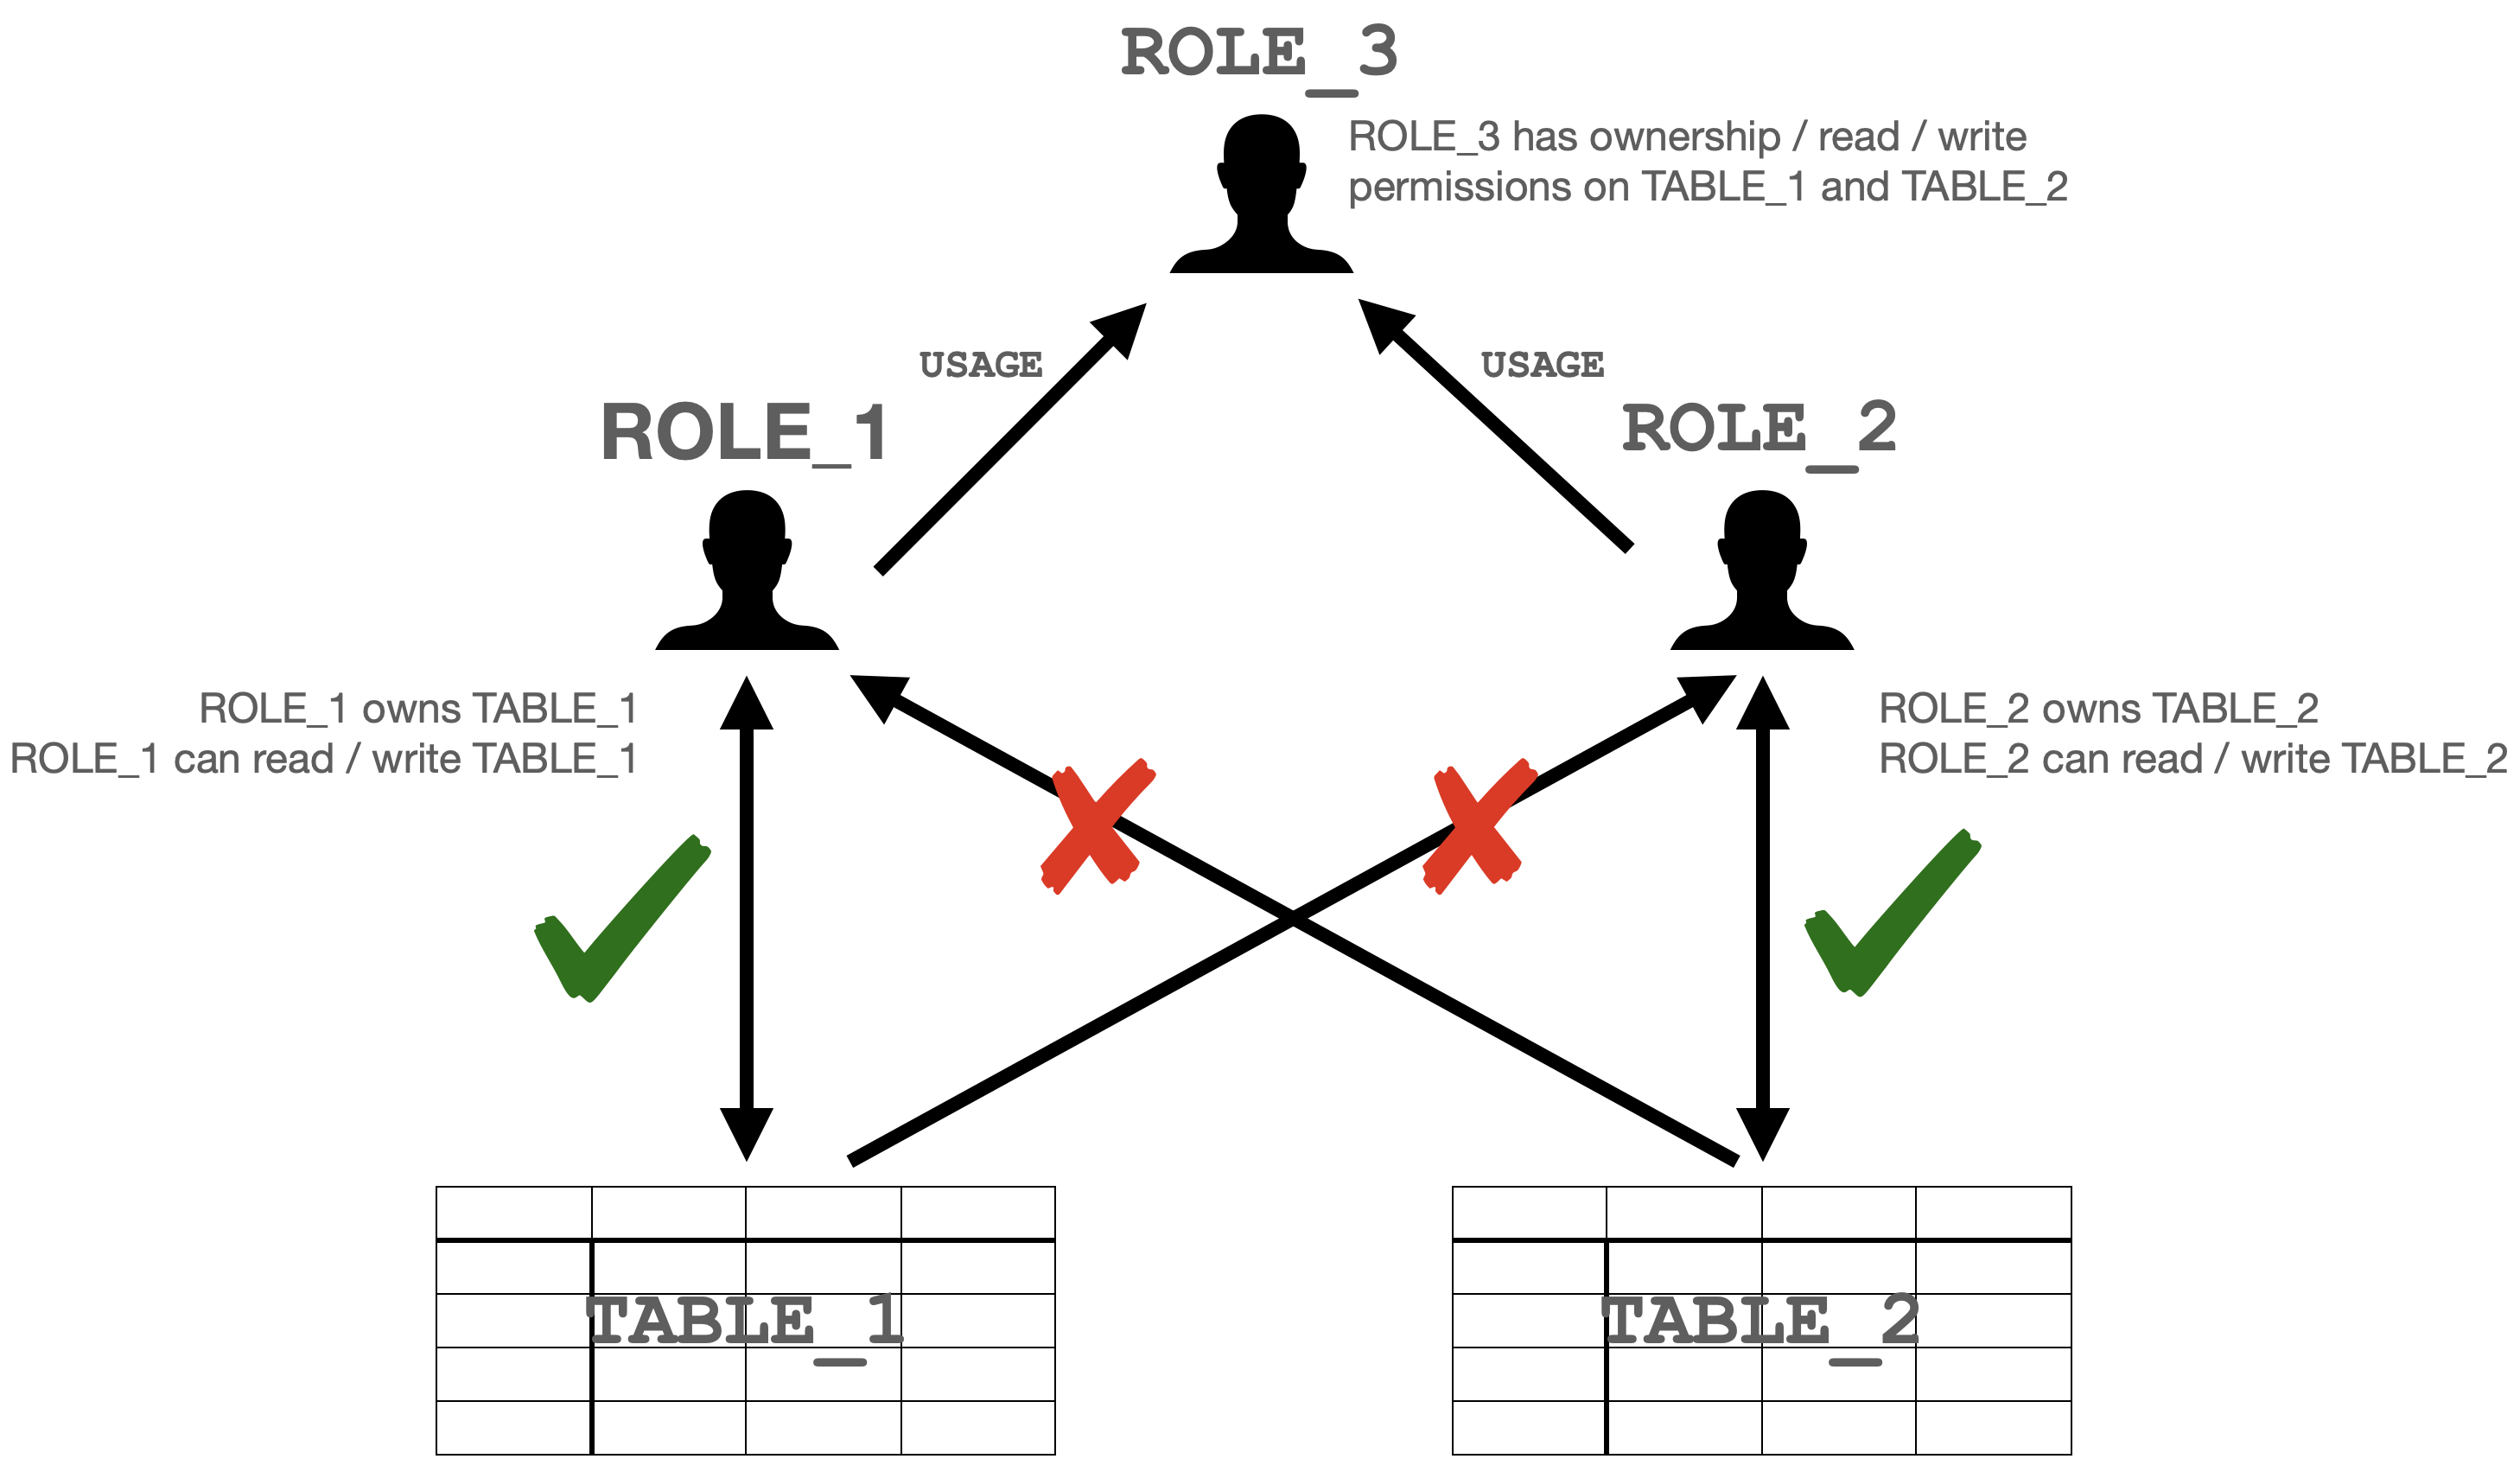 ROLE_3
ROLE_3 has ownership / read / write
permissions on TABLE_1 and TABLE_2
USAGE
USAGE
ROLE_1
ROLE_2
ROLE_1 owns TABLE_1
ROLE_1 can read / write TABLE_1
ROLE_2 owns TABLE_2
ROLE_2 can read / write TABLE_2
TABLE_1
TABLE_2